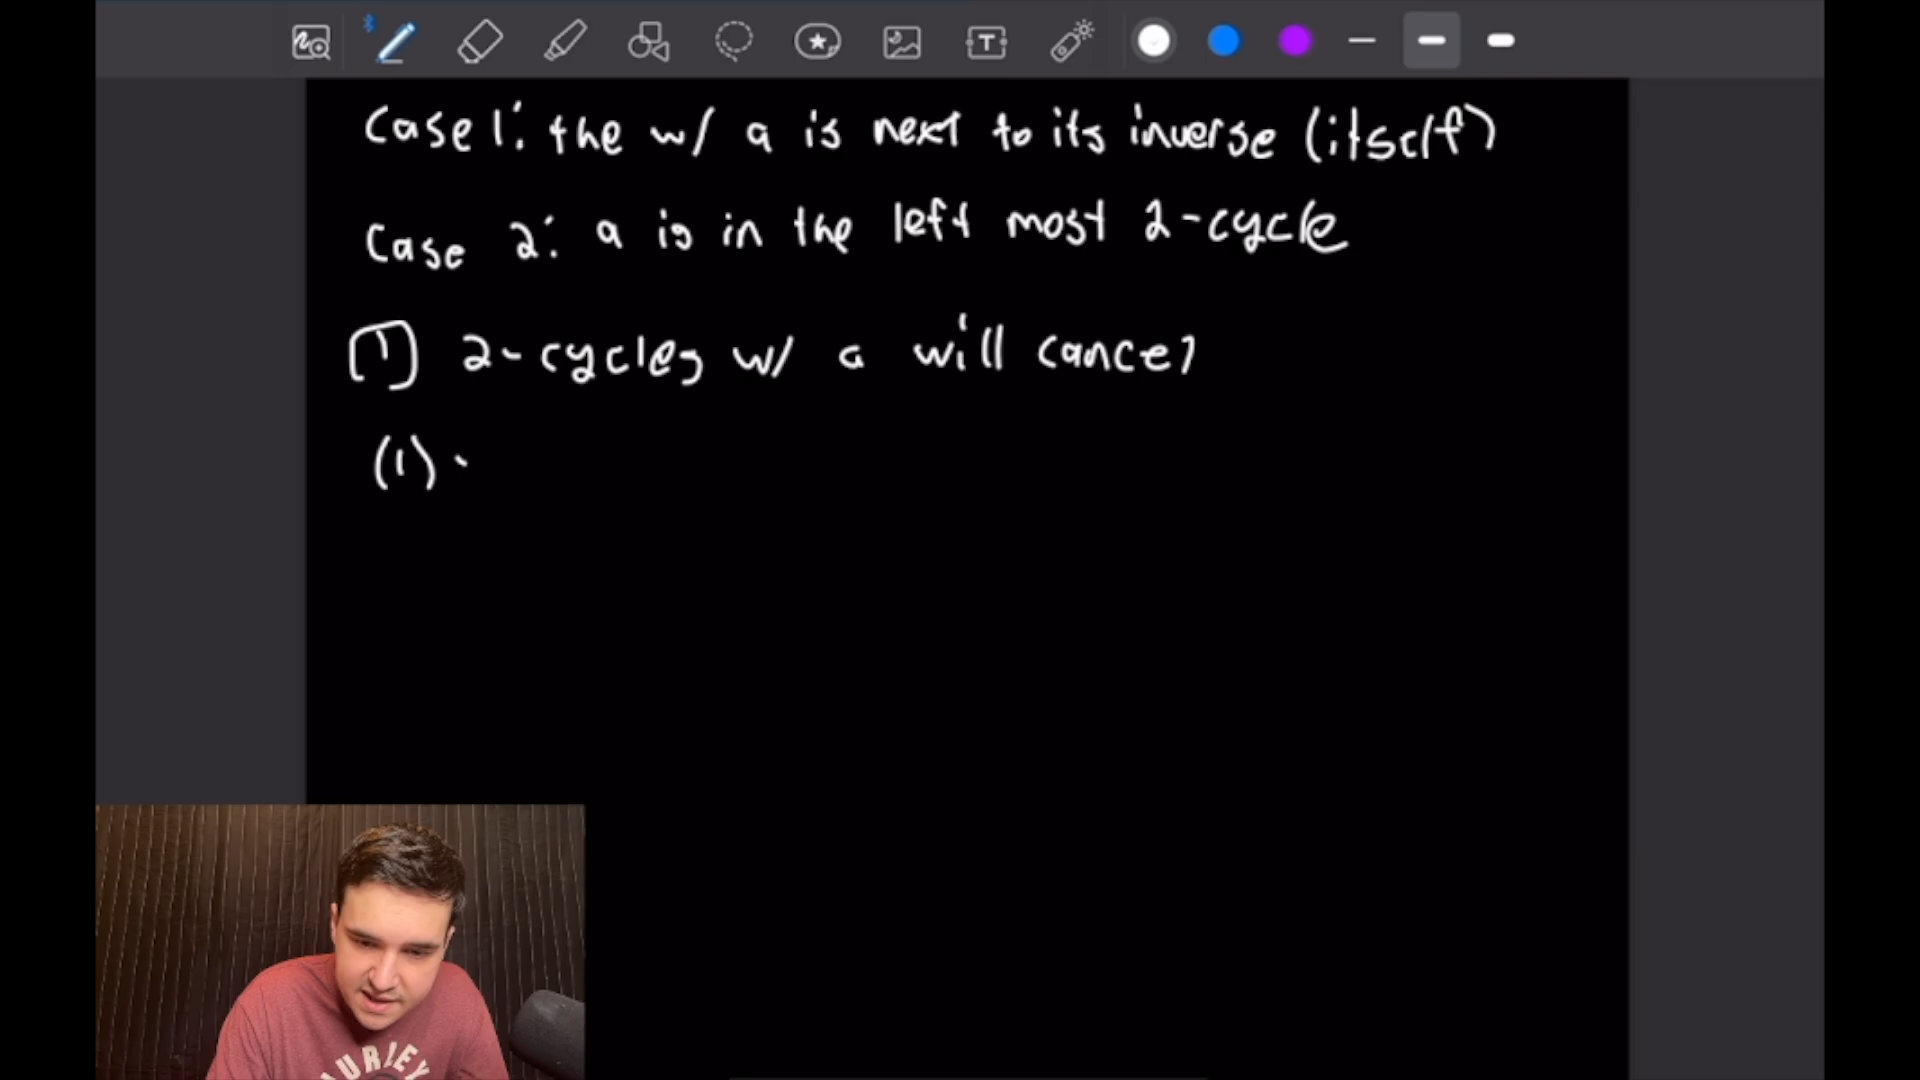 Case 1: the w/ a is next to its inverse (itself)
Case 2: a is in the left most 2-cycle
(1) 2-cycles w/ a will cancel
(1) .
T
HURLEY